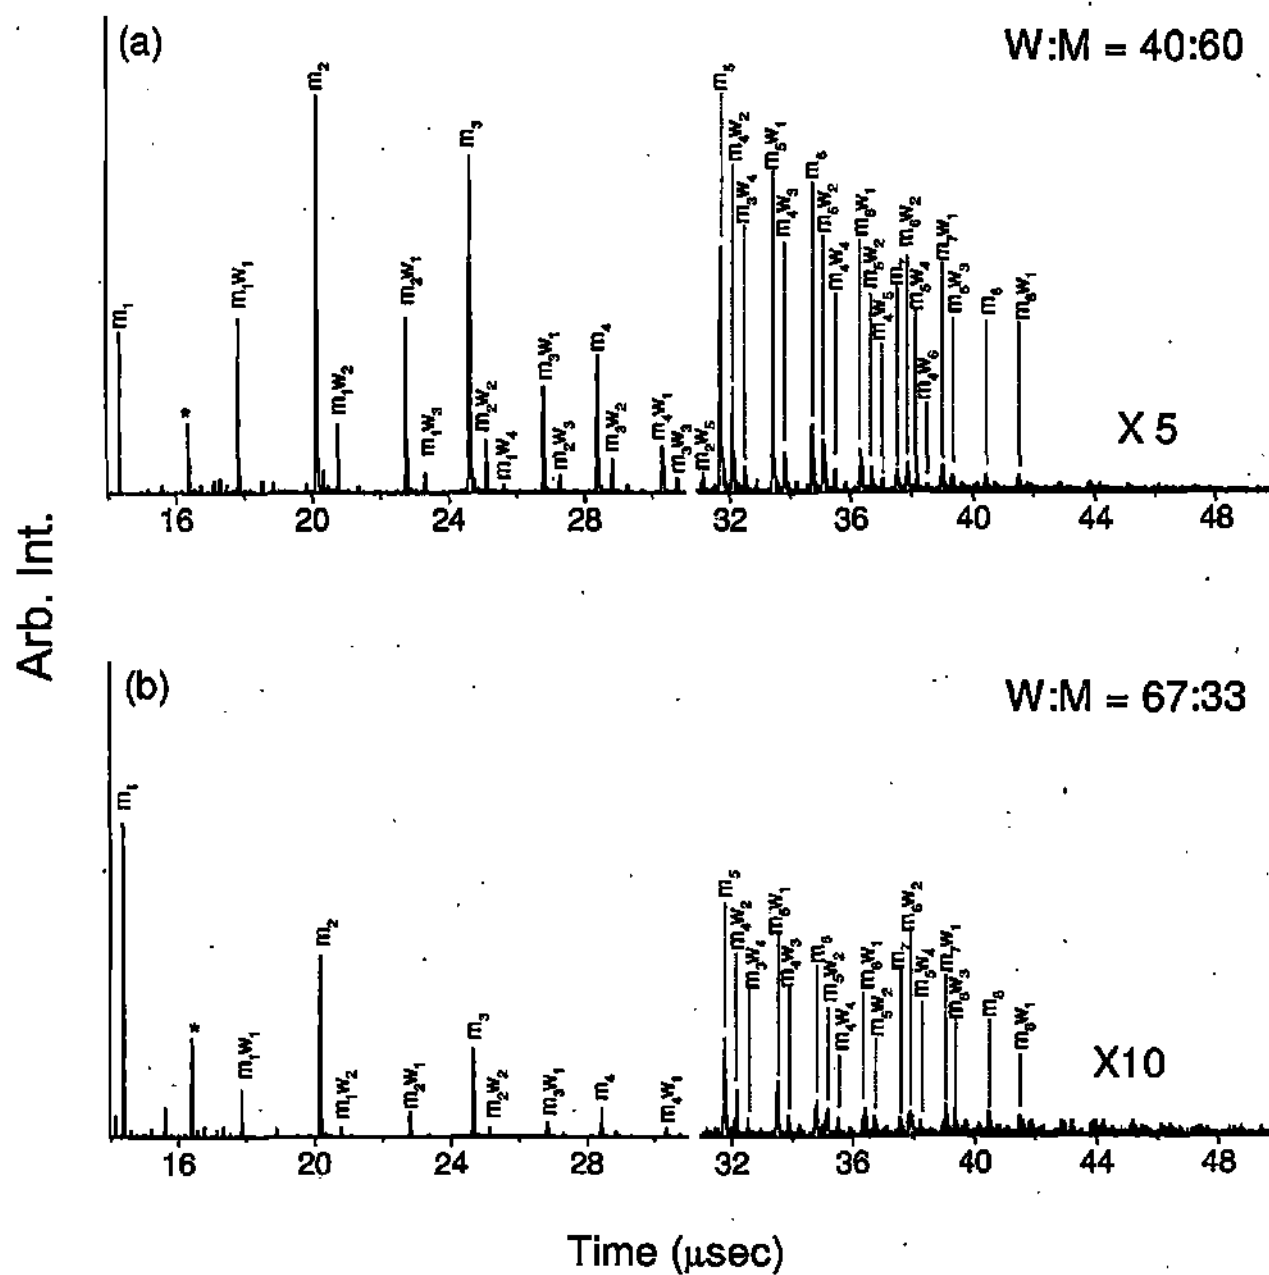 (a)
W:M = 40:60
m₁
*
m₁w₁
m₂
m₁w₂
m₂w₁
m₁w₃
m₃
m₂w₂
m₁w₄
m₃w₁
m₂w₃
m₄
m₃w₂
m₄w₁
m₃w₃
m₂w₅
m₅
m₄w₂
m₃w₄
m₅w₁
m₄w₃
m₆
m₅w₂
m₄w₄
m₆w₁
m₅w₂
m₄w₅
m₇
m₆w₂
m₅w₄
m₄w₆
m₇w₁
m₆w₃
X 5
16 20 24 28 32 36 40 44 48
Arb. Int.
(b)
W:M = 67:33
m₁
*
m₁w₁
m₂
m₁w₂
m₂w₁
m₃
m₂w₂
m₃w₁
m₄
m₄w₁
m₅
m₄w₂
m₅w₁
m₄w₃
m₆
m₅w₂
m₄w₄
m₆w₁
m₅w₂
m₇
m₆w₂
m₅w₄
m₇w₁
m₆w₃
m₈
m₈w₁
X10
16 20 24 28 32 36 40 44 48
Time (μsec)